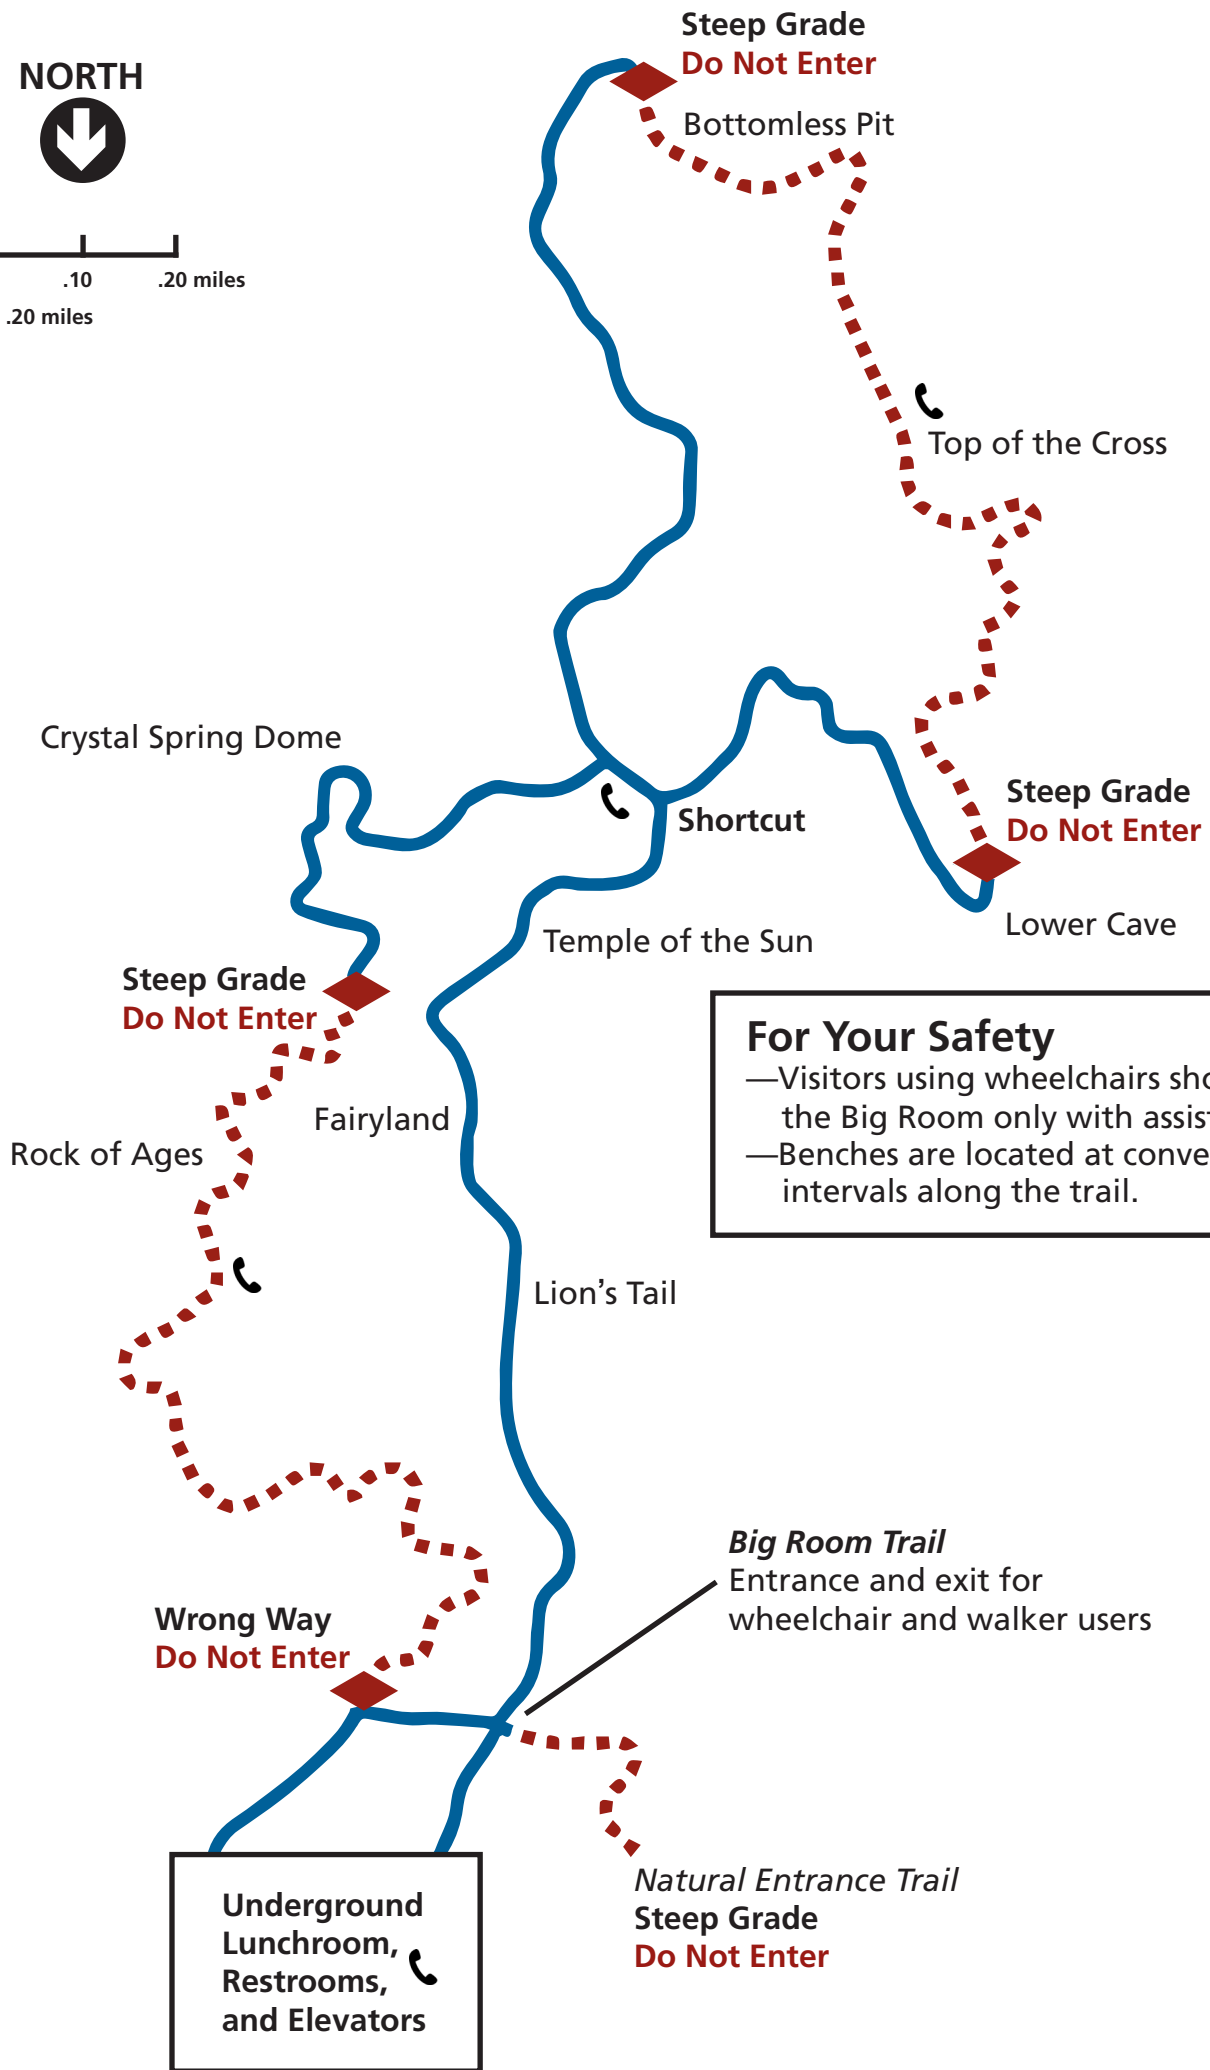 Steep Grade
Do Not Enter
NORTH
Bottomless Pit
.10 .20 miles
.20 miles
Top of the Cross
Crystal Spring Dome
Steep Grade
Do Not Enter
Shortcut
Lower Cave
Temple of the Sun
Steep Grade
Do Not Enter
For Your Safety
—Visitors using wheelchairs
the Big Room only with
—Benches are located at
intervals along the trail.
Fairyland
Rock of Ages
Lion's Tail
Big Room Trail
Entrance and exit for
wheelchair and walker users
Wrong Way
Do Not Enter
Natural Entrance Trail
Steep Grade
Do Not Enter
Underground
Lunchroom,
Restrooms,
and Elevators